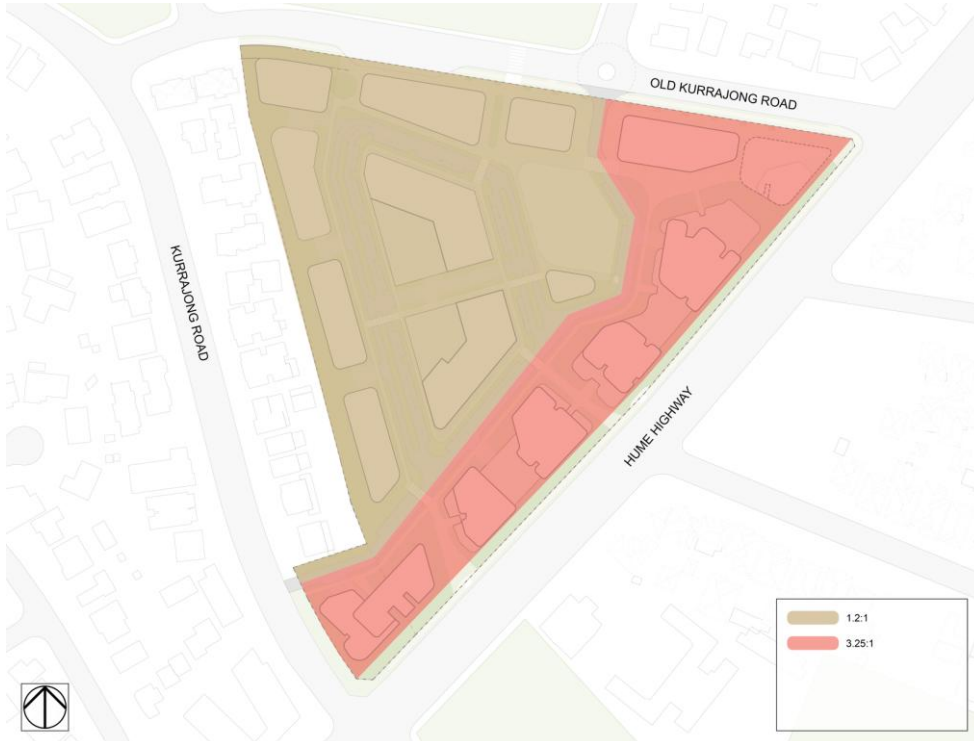 OLD KURRAJONG ROAD
KURRAJONG ROAD
HUME HIGHWAY
1.2:1
3.25:1